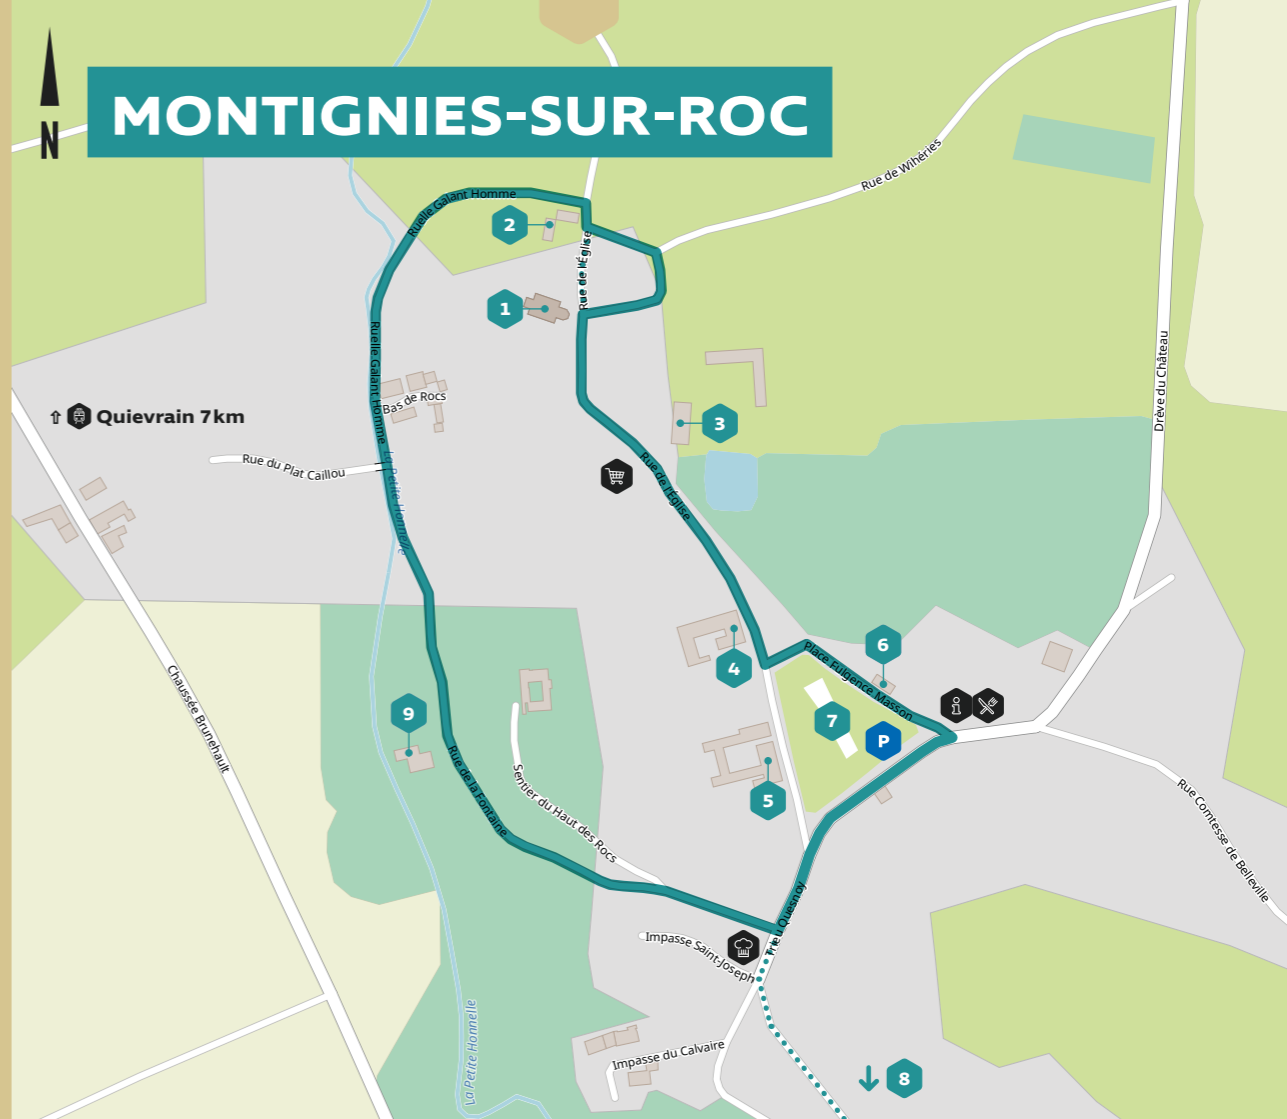 MONTIGNIES-SUR-ROC
N
Rue de Wihéries
Ruelle Galant Homme
2
Rue de l'Église
1
Ruelle Galant Homme
Drève du Château
Bas de Rocs
⇧ Quievrain 7km
3
Rue du Plat Caillou
La Petite Honnelle
Rue de l'Église
6
4
Place Fulgence Masson
Chaussée Brunehault
9
7
P
Rue de la Fontaine
5
Sentier du Haut des Rocs
Rue Comtesse de Belleville
Trieu Quesnoy
Impasse Saint-Joseph
La Petite Honnelle
Impasse du Calvaire
8